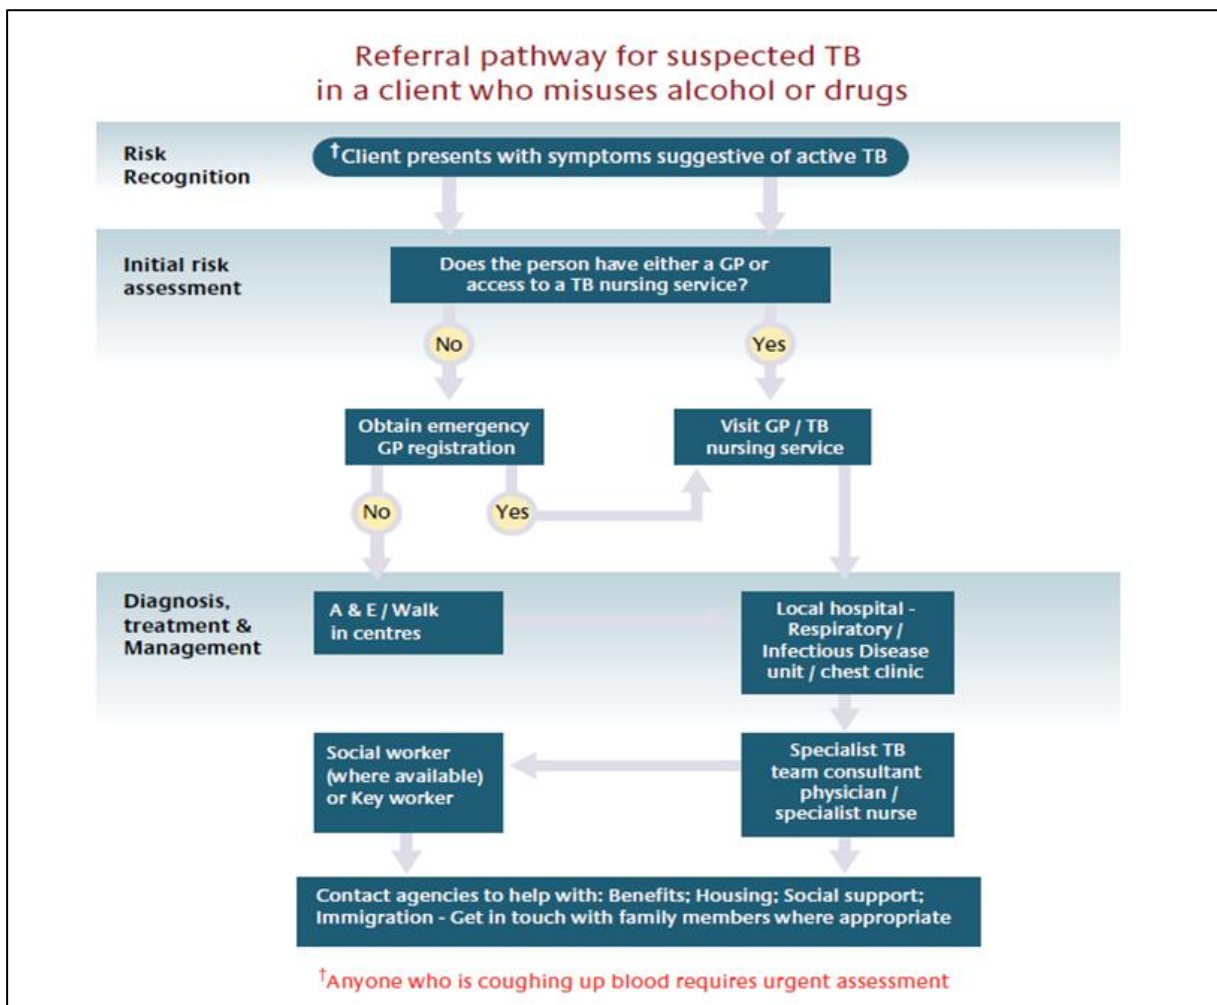 Referral pathway for suspected TB
in a client who misuses alcohol or drugs
Risk
Recognition
†Client presents with symptoms suggestive of active TB
Initial risk
assessment
Does the person have either a GP or
access to a TB nursing service?
No
Yes
Obtain emergency
GP registration
Visit GP / TB
nursing service
No
Yes
Diagnosis,
treatment &
Management
A & E / Walk
in centres
Local hospital -
Respiratory /
Infectious Disease
unit / chest clinic
Social worker
(where available)
or Key worker
Specialist TB
team consultant
physician /
specialist nurse
Contact agencies to help with: Benefits; Housing; Social support;
Immigration - Get in touch with family members where appropriate
†Anyone who is coughing up blood requires urgent assessment